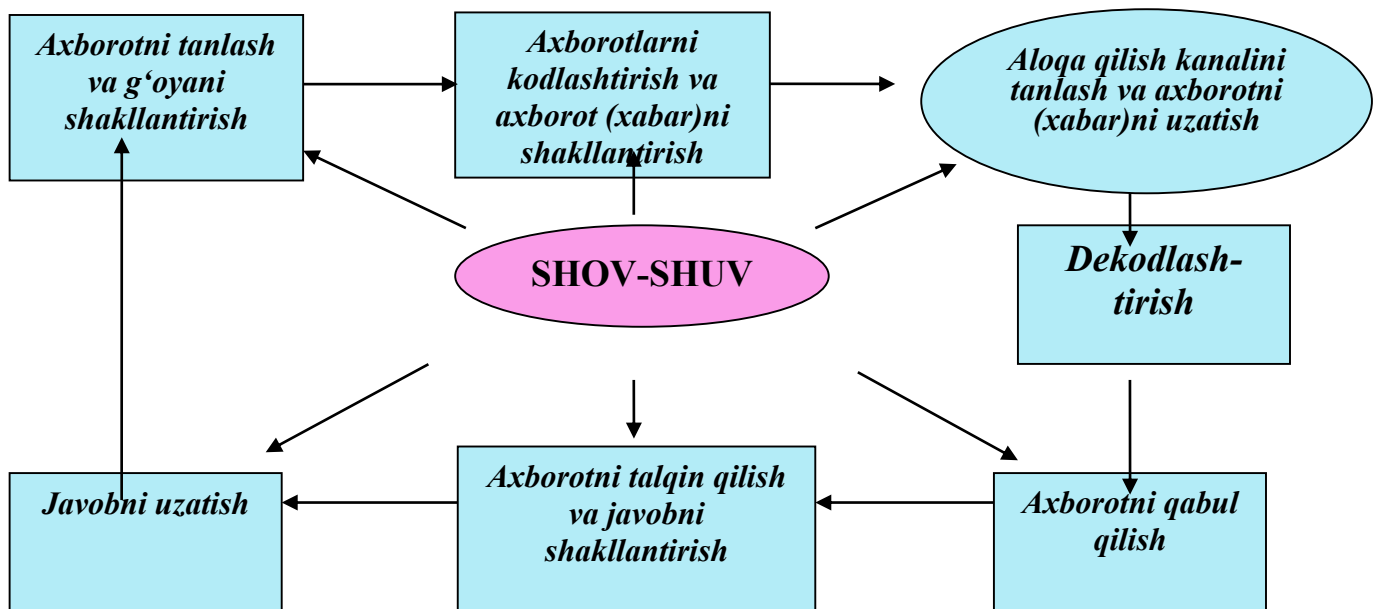 Axborotni tanlash
va g‘oyani
shakllantirish
Axborotlarni
kodlashtirish va
axborot (xabar)ni
shakllantirish
Aloqa qilish kanalini
tanlash va axborotni
(xabar)ni uzatish
SHOV-SHUV
Dekodlash-
tirish
Javobni uzatish
Axborotni talqin qilish
va javobni
shakllantirish
Axborotni qabul
qilish